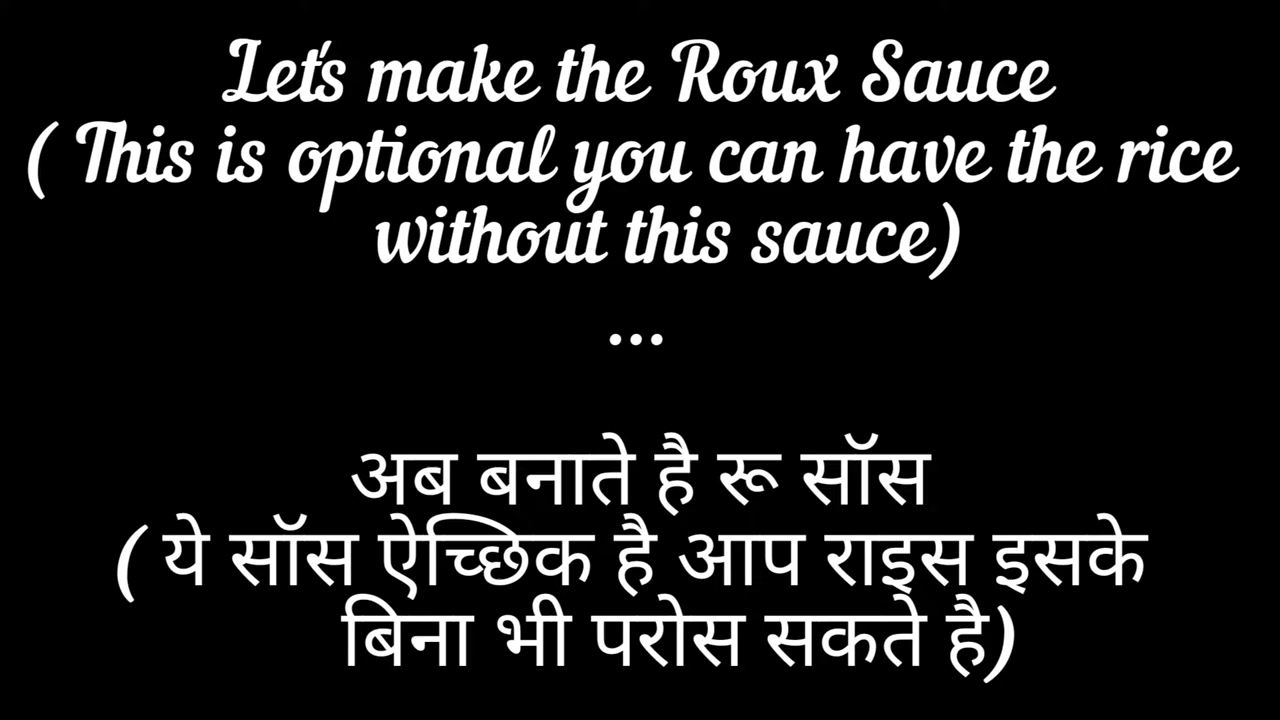 Let's make the Roux Sauce
( This is optional you can have the rice
without this sauce)
...
अब बनाते है रू सॉस
( ये सॉस ऐच्छिक है आप राइस इसके
बिना भी परोस सकते है)